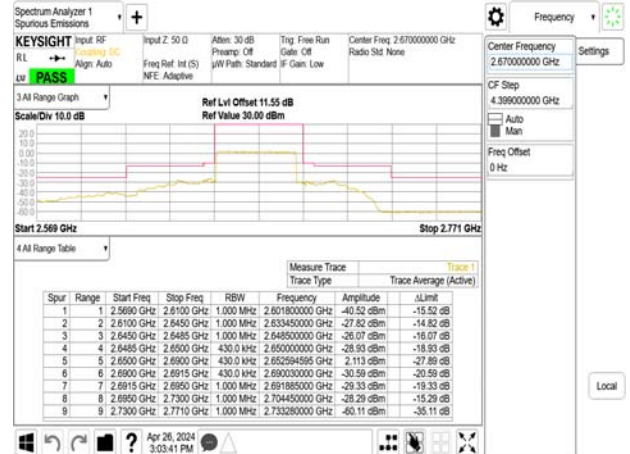 Spectrum Analyzer 1
Spurious Emissions
Frequency
KEYSIGHT
RL
PASS
Input: RF
Coupling: DC
Align: Auto
Input Z: 50 Ω
Freq Ref: Int (S)
NFE: Adaptive
Atten: 30 dB
Preamp: Off
µW Path: Standard
Trig: Free Run
Gate: Off
IF Gain: Low
Center Freq: 2.670000000 GHz
Radio Std: None
Center Frequency
2.670000000 GHz
Settings
CF Step
4.399000000 GHz
Auto
Man
Freq Offset
0 Hz
Local
3 All Range Graph
Scale/Div 10.0 dB
Ref Lvl Offset 11.55 dB
Ref Value 30.00 dBm
20.0
10.0
0.00
-10.0
-20.0
-30.0
-40.0
-50.0
-60.0
Start 2.569 GHz
Stop 2.771 GHz
4 All Range Table
Measure Trace Trace 1
Trace Type Trace Average (Active)
Spur Range Start Freq Stop Freq RBW Frequency Amplitude ΔLimit
1 1 2.5690 GHz 2.6100 GHz 1.000 MHz 2.601800000 GHz -40.52 dBm -15.52 dB
2 2 2.6100 GHz 2.6450 GHz 1.000 MHz 2.633450000 GHz -27.82 dBm -14.82 dB
3 3 2.6450 GHz 2.6485 GHz 1.000 MHz 2.648500000 GHz -26.07 dBm -16.07 dB
4 4 2.6485 GHz 2.6500 GHz 430.0 kHz 2.650000000 GHz -28.93 dBm -18.93 dB
5 5 2.6500 GHz 2.6900 GHz 430.0 kHz 2.652594595 GHz 2.113 dBm -27.89 dB
6 6 2.6900 GHz 2.6915 GHz 430.0 kHz 2.690030000 GHz -30.59 dBm -20.59 dB
7 7 2.6915 GHz 2.6950 GHz 1.000 MHz 2.691885000 GHz -29.33 dBm -19.33 dB
8 8 2.6950 GHz 2.7300 GHz 1.000 MHz 2.704450000 GHz -28.29 dBm -15.29 dB
9 9 2.7300 GHz 2.7710 GHz 1.000 MHz 2.733280000 GHz -60.11 dBm -35.11 dB
Apr 26, 2024
3:03:41 PM